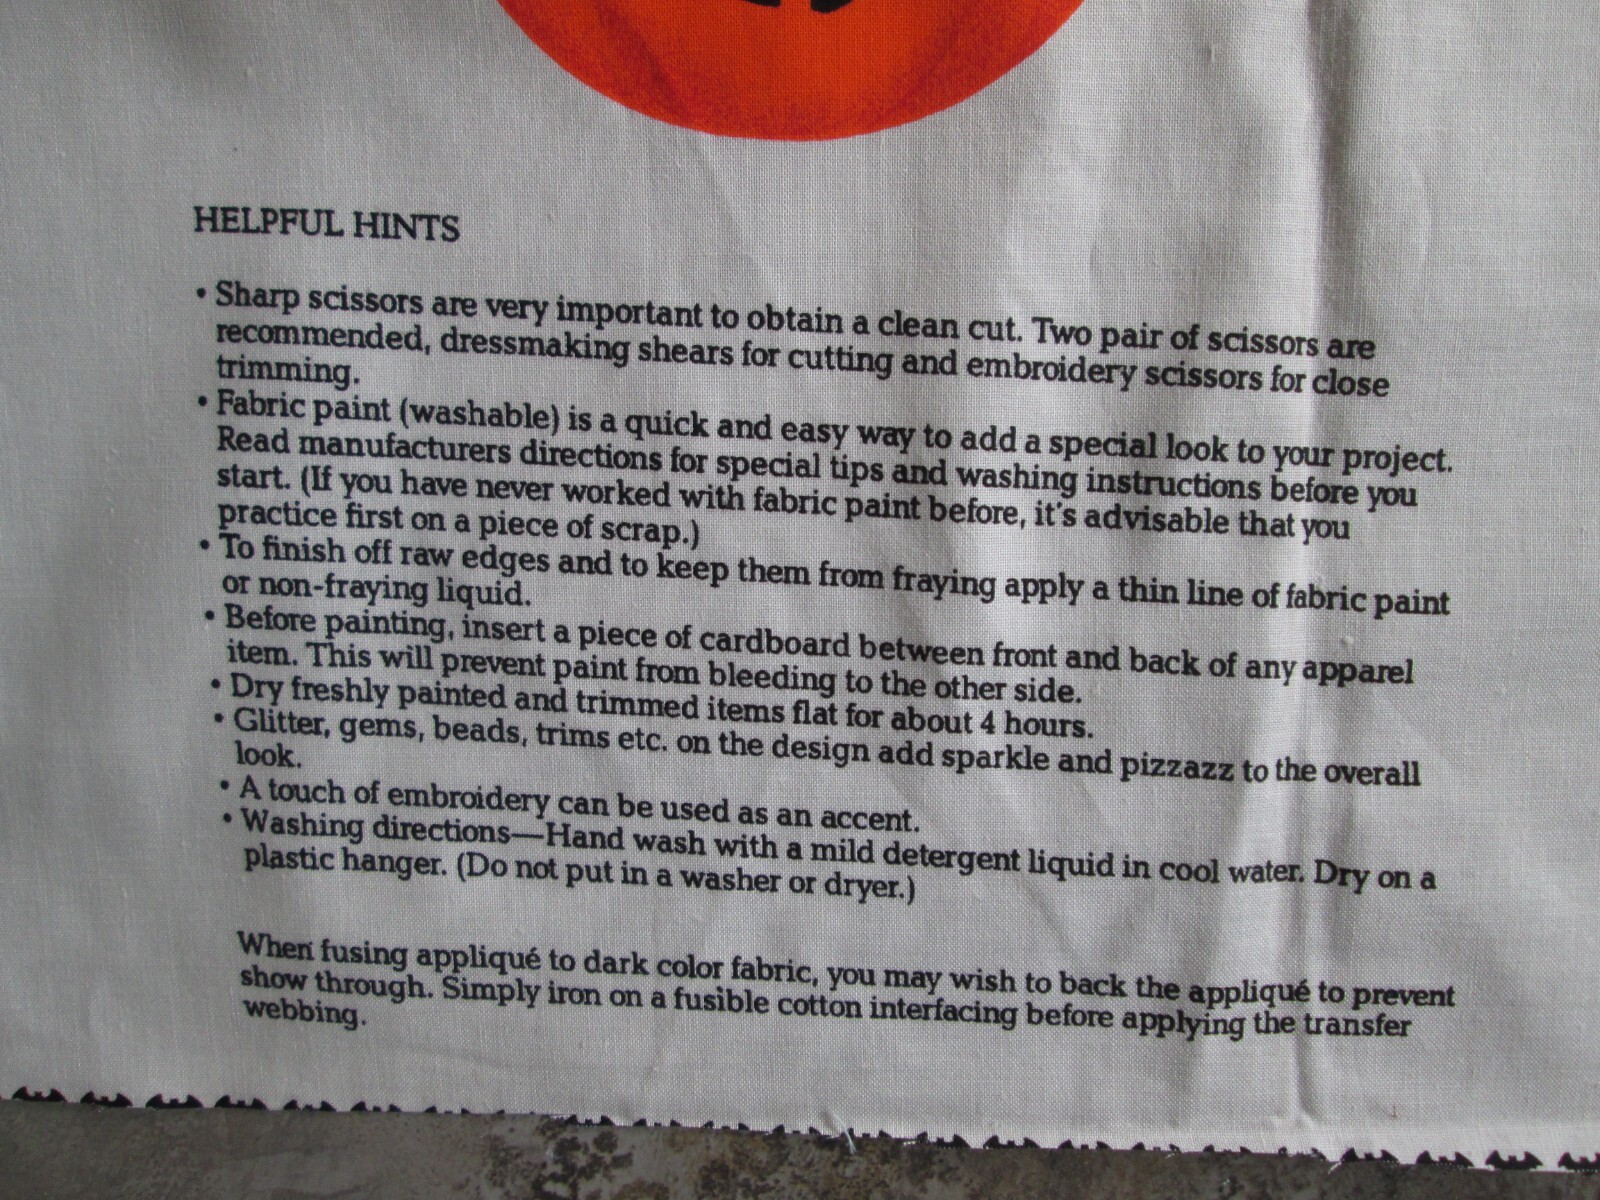 HELPFUL HINTS
• Sharp scissors are very important to obtain a clean cut. Two pair of scissors are
recommended, dressmaking shears for cutting and embroidery scissors for close
trimming.
• Fabric paint (washable) is a quick and easy way to add a special look to your project.
Read manufacturers directions for special tips and washing instructions before you
start. (If you have never worked with fabric paint before, it's advisable that you
practice first on a piece of scrap.)
• To finish off raw edges and to keep them from fraying apply a thin line of fabric paint
or non-fraying liquid.
• Before painting, insert a piece of cardboard between front and back of any apparel
item. This will prevent paint from bleeding to the other side.
• Dry freshly painted and trimmed items flat for about 4 hours.
• Glitter, gems, beads, trims etc. on the design add sparkle and pizzazz to the overall
look.
• A touch of embroidery can be used as an accent.
• Washing directions—Hand wash with a mild detergent liquid in cool water. Dry on a
plastic hanger. (Do not put in a washer or dryer.)
When fusing appliqué to dark color fabric, you may wish to back the appliqué to prevent
show through. Simply iron on a fusible cotton interfacing before applying the transfer
webbing.